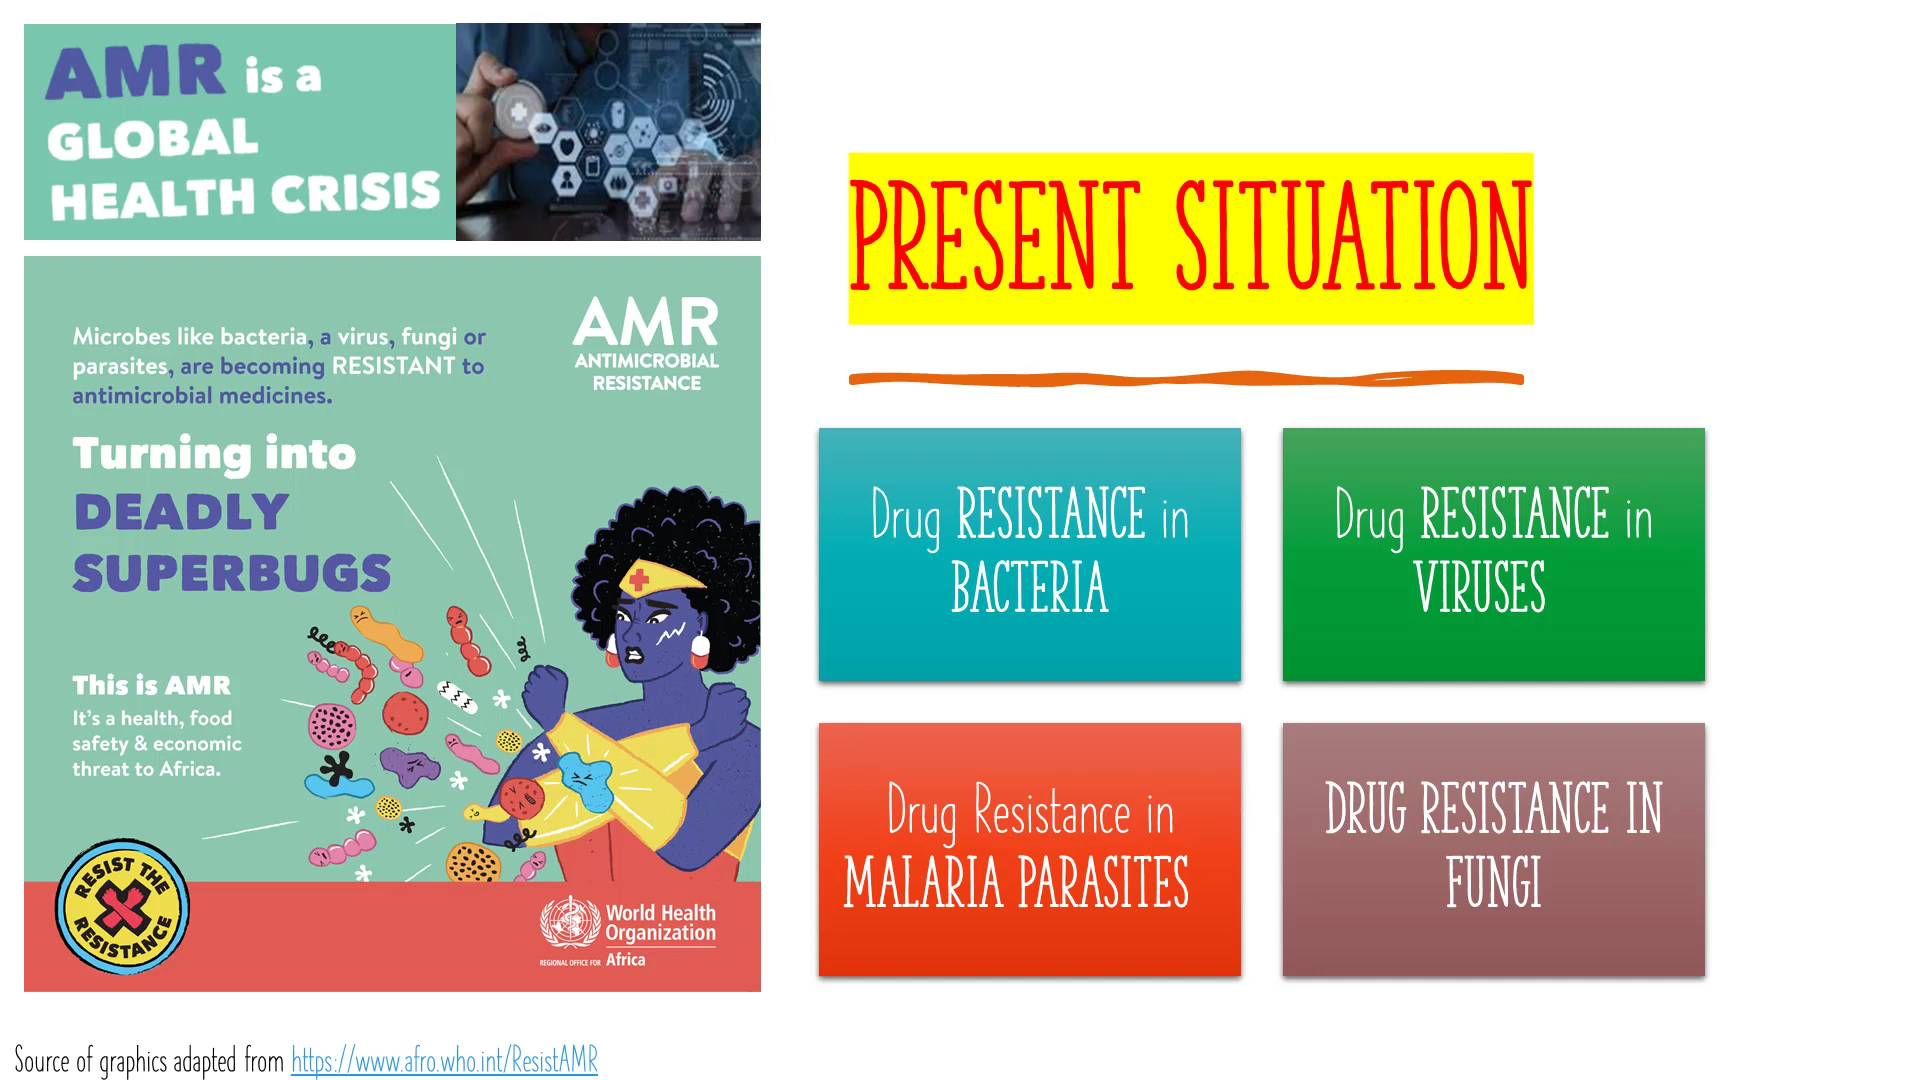 AMR is a
GLOBAL
HEALTH CRISIS
Microbes like bacteria, a virus, fungi or
parasites, are becoming RESISTANT to
antimicrobial medicines.
AMR
ANTIMICROBIAL
RESISTANCE
Turning into
DEADLY
SUPERBUGS
This is AMR
It's a health, food
safety & economic
threat to Africa.
RESIST THE
RESISTANCE
World Health
Organization
REGIONAL OFFICE FOR Africa
PRESENT SITUATION
Drug RESISTANCE in
BACTERIA
Drug RESISTANCE in
VIRUSES
Drug Resistance in
MALARIA PARASITES
DRUG RESISTANCE IN
FUNGI
Source of graphics adapted from https://www.afro.who.int/ResistAMR